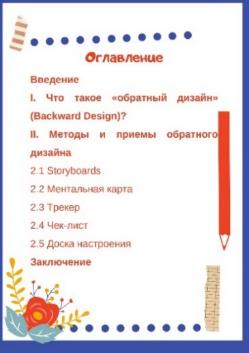 Оглавление
Введение
I. Что такое «обратный дизайн»
(Backward Design)?
II. Методы и приемы обратного
дизайна
2.1 Storyboards
2.2 Ментальная карта
2.3 Трекер
2.4 Чек-лист
2.5 Доска настроения
Заключение